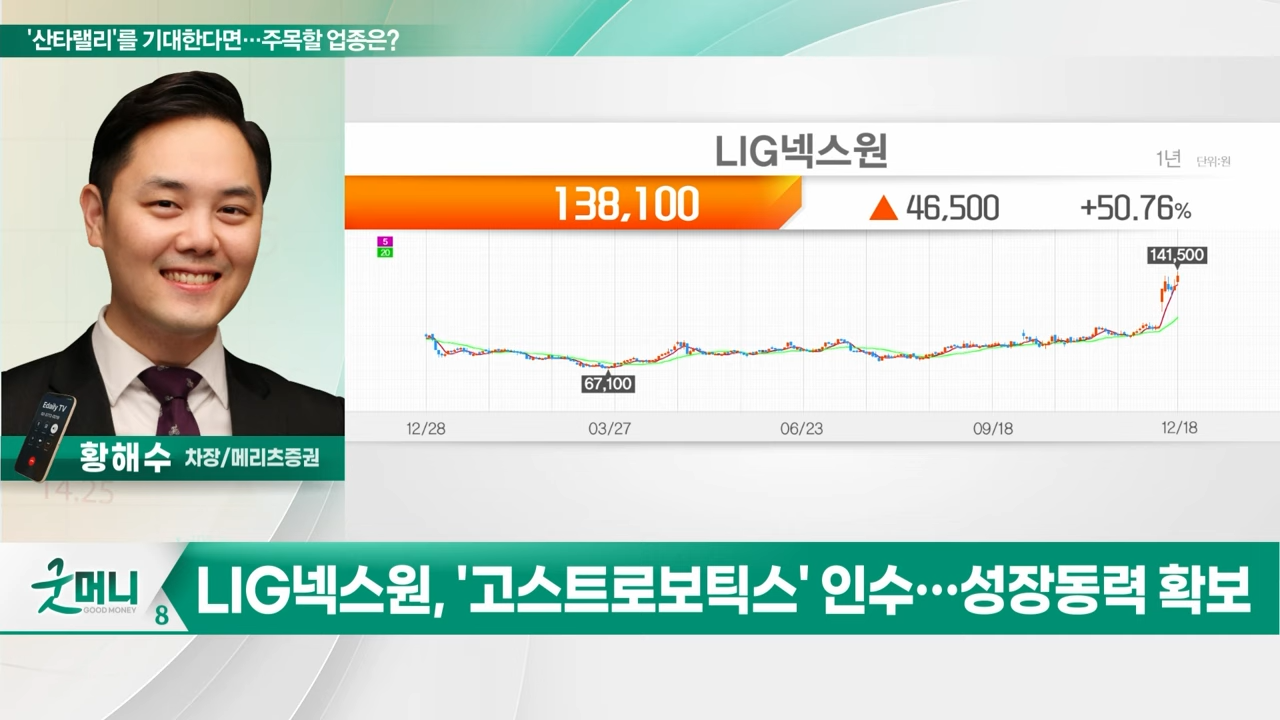 '산타랠리'를 기대한다면…주목할 업종은?
LIG넥스원
1년 단위:원
138,100 ▲ 46,500 +50.76%
5
20
141,500
67,100
12/28 03/27 06/23 09/18 12/18
Edaily TV
황해수 차장/메리츠증권
14.25
굿머니
GOOD MONEY
8
LIG넥스원, '고스트로보틱스' 인수…성장동력 확보